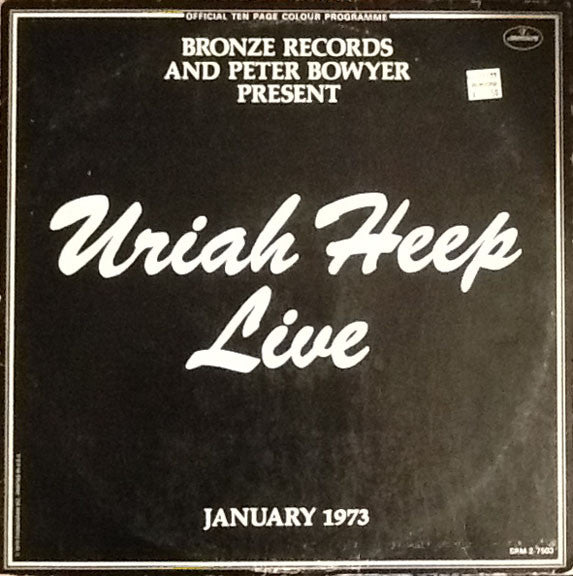 OFFICIAL TEN PAGE COLOUR PROGRAMME
BRONZE RECORDS
AND PETER BOWYER
PRESENT
Uriah Heep
Live
JANUARY 1973
SRM 2-7503